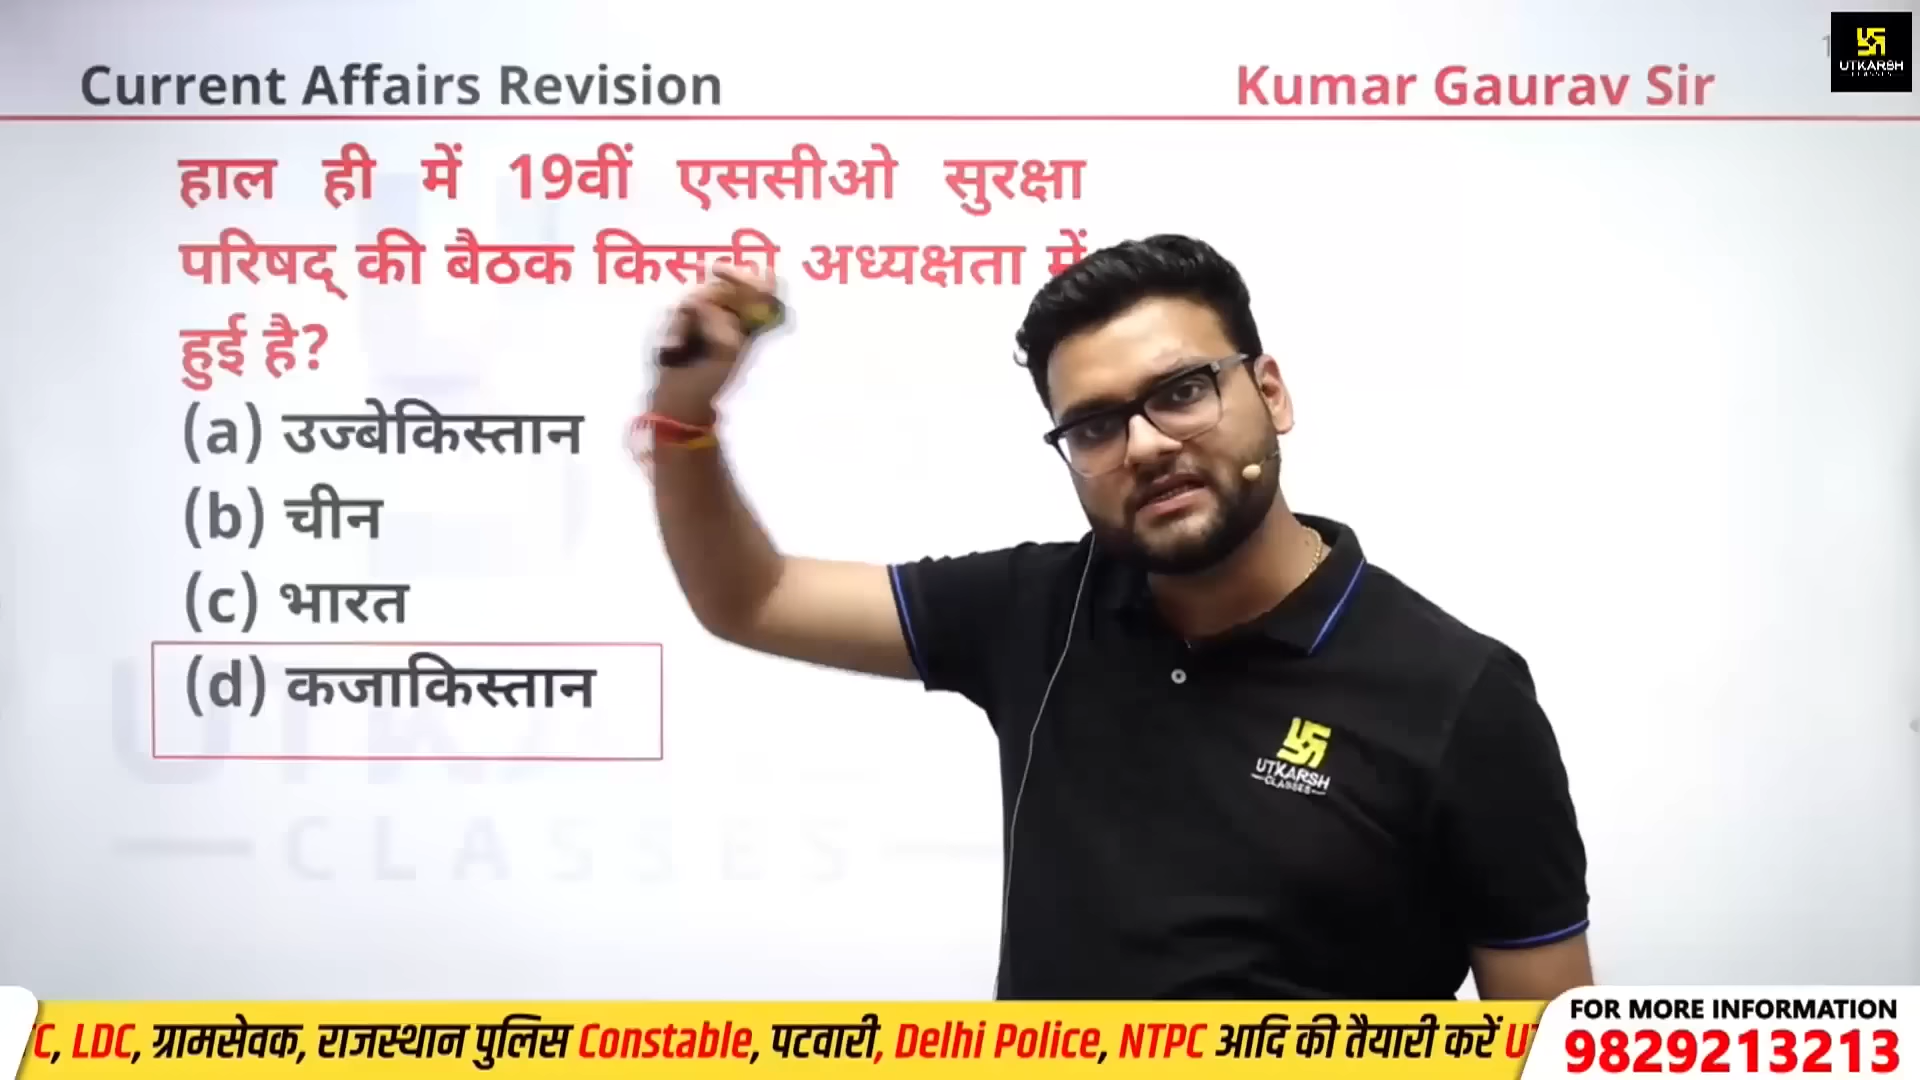 Current Affairs Revision
Kumar Gaurav Sir
UTKARSH
CLASSES
हाल ही में 19वीं एससीओ सुरक्षा
परिषद् की बैठक किसकी अध्यक्षता में
हुई है?
(a) उज्बेकिस्तान
(b) चीन
(c) भारत
(d) कजाकिस्तान
UTKARSH
CLASSES
CLASSES
C, LDC, ग्रामसेवक, राजस्थान पुलिस Constable, पटवारी, Delhi Police, NTPC आदि की तैयारी करें
FOR MORE INFORMATION
9829213213